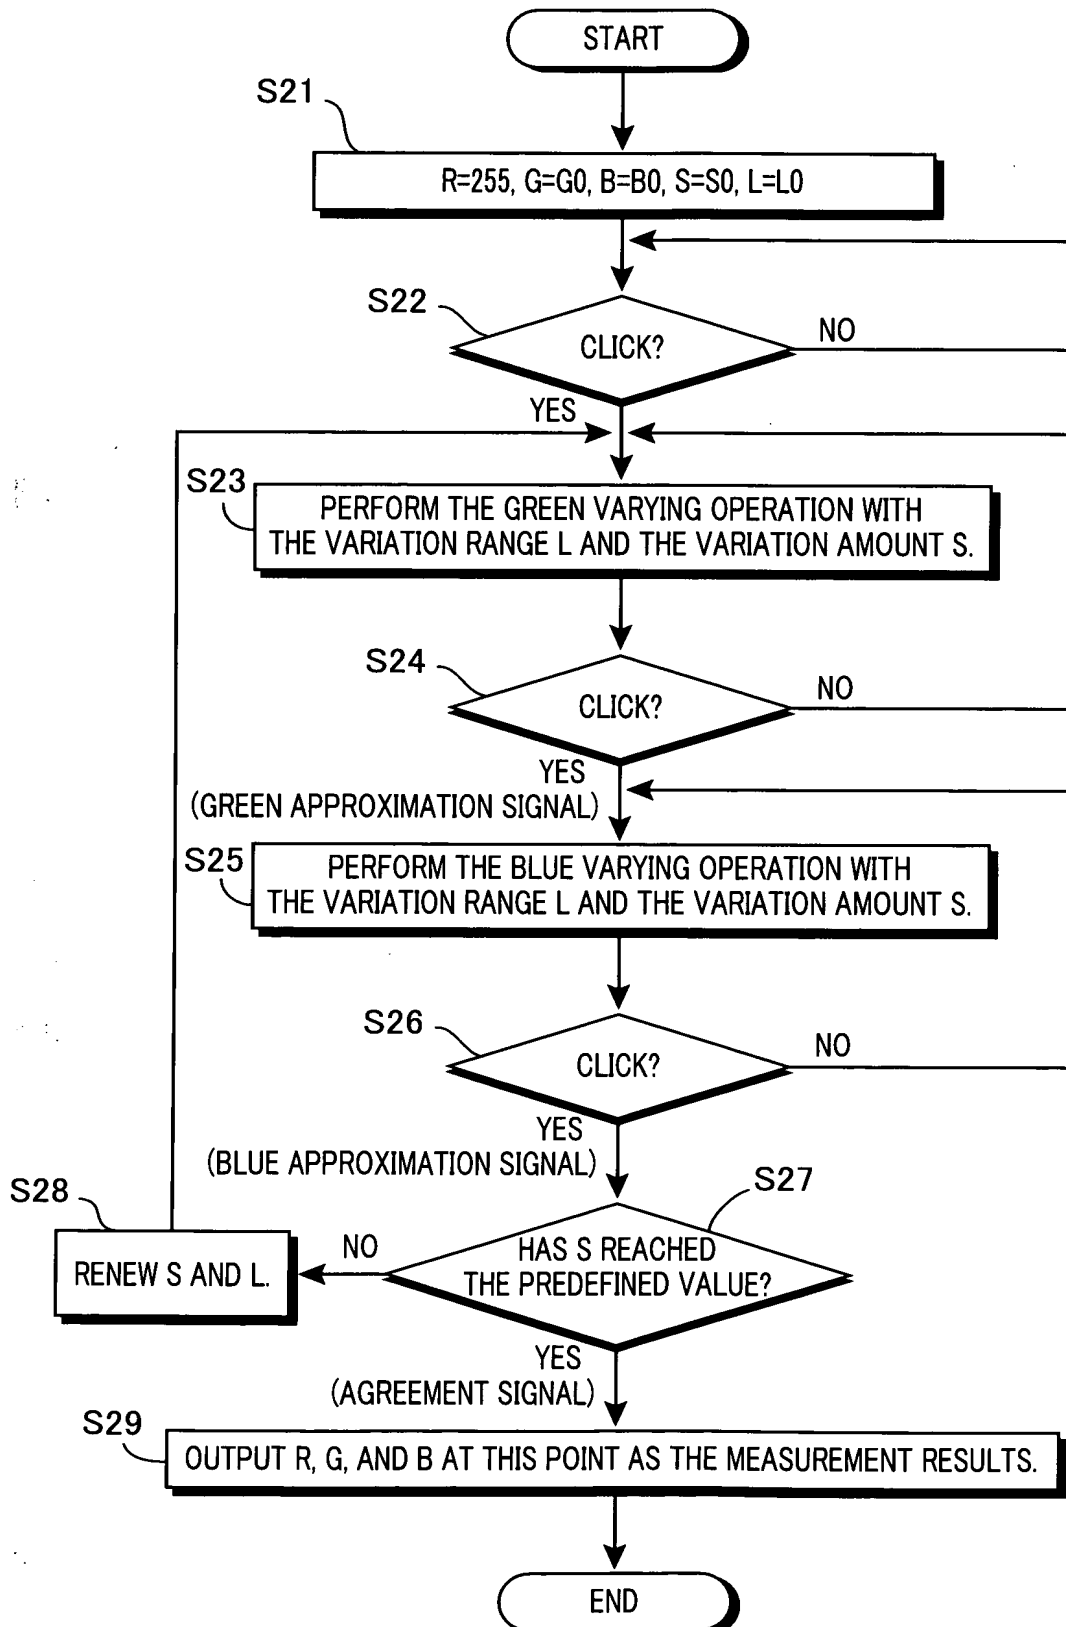 START
S21
R=255, G=G0, B=B0, S=S0, L=L0
S22
CLICK?
NO
YES
S23
PERFORM THE GREEN VARYING OPERATION WITH
THE VARIATION RANGE L AND THE VARIATION AMOUNT S.
S24
CLICK?
NO
YES
(GREEN APPROXIMATION SIGNAL)
S25
PERFORM THE BLUE VARYING OPERATION WITH
THE VARIATION RANGE L AND THE VARIATION AMOUNT S.
S26
CLICK?
NO
YES
(BLUE APPROXIMATION SIGNAL)
S27
HAS S REACHED
THE PREDEFINED VALUE?
NO
S28
RENEW S AND L.
YES
(AGREEMENT SIGNAL)
S29
OUTPUT R, G, AND B AT THIS POINT AS THE MEASUREMENT RESULTS.
END